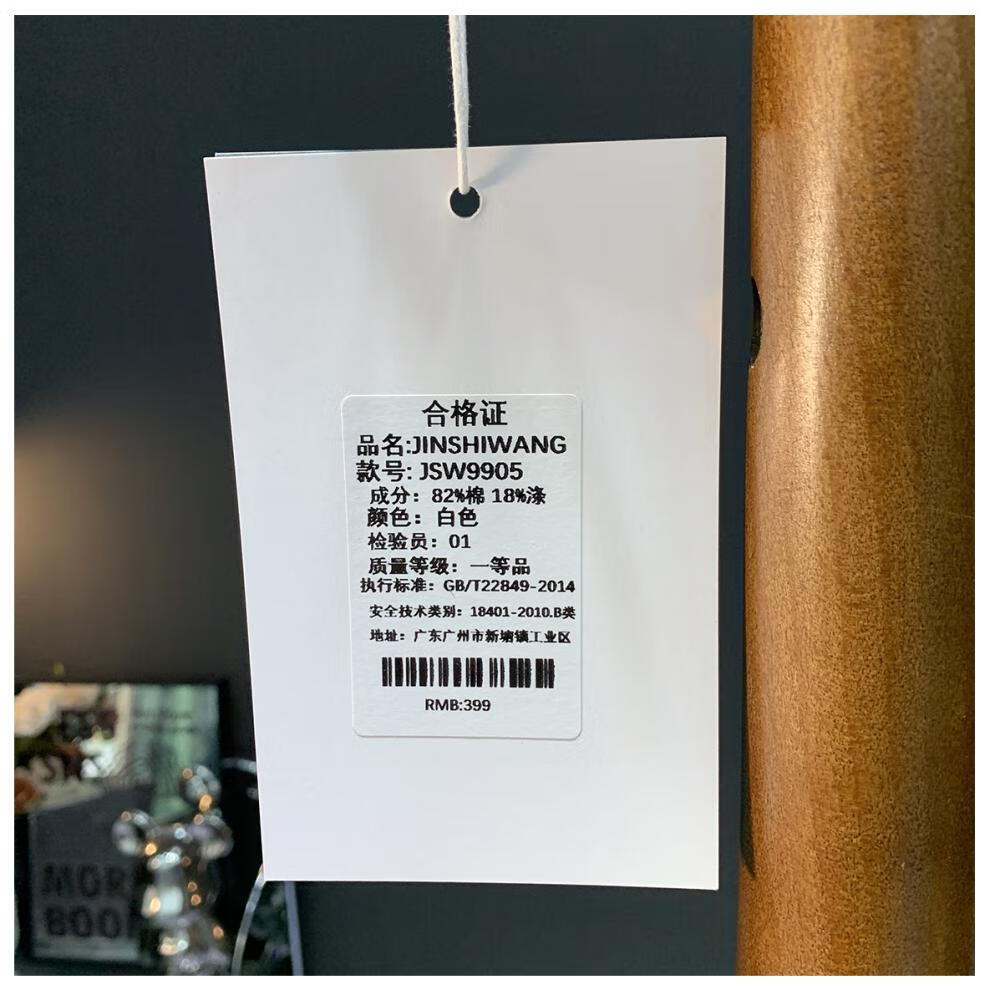 合格证
品名:JINSHIWANG
款号: JSW9905
成分：82%棉 18%涤
颜色：白色
检验员：01
质量等级：一等品
执行标准：GB/T22849-2014
安全技术类别：18401-2010.B类
地址：广东广州市新塘镇工业区
RMB:399